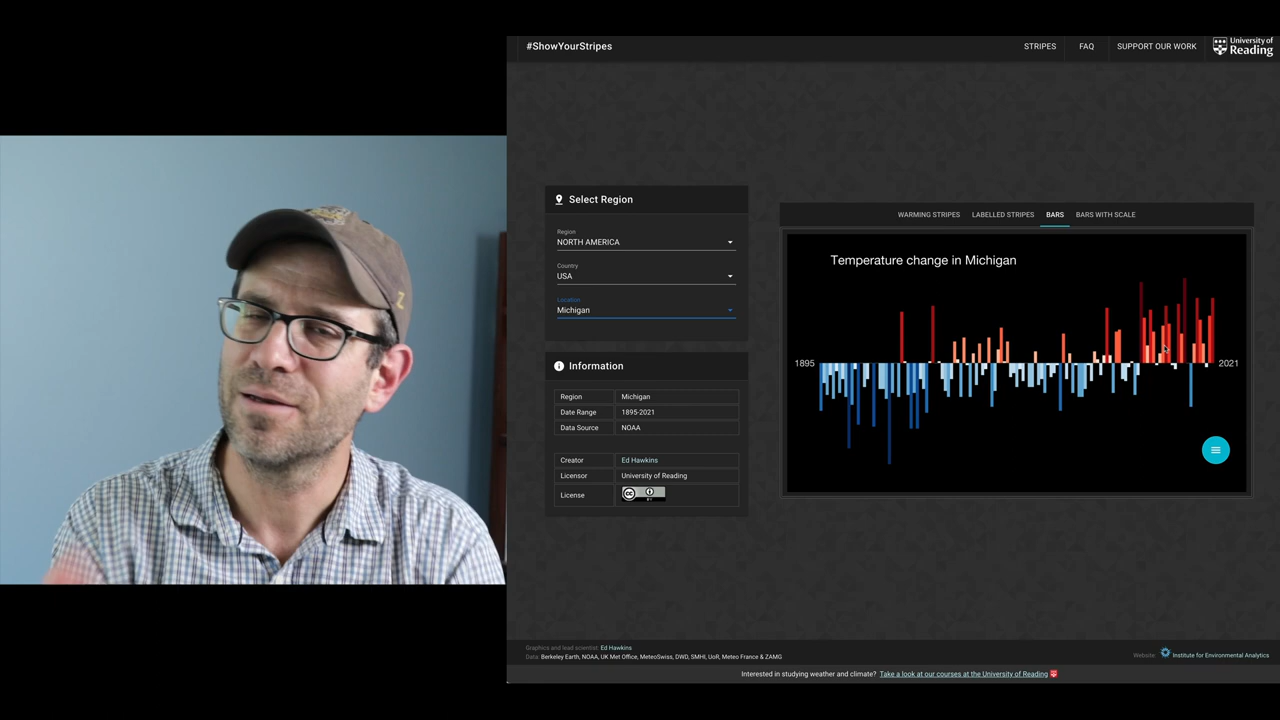 #ShowYourStripes
STRIPES
FAQ
SUPPORT OUR WORK
University of
Reading
Select Region
Region
NORTH AMERICA
Country
USA
Location
Michigan
Information
Region Michigan
Date Range 1895-2021
Data Source NOAA
Creator Ed Hawkins
Licensor University of Reading
License
cc
BY
WARMING STRIPES
LABELLED STRIPES
BARS
BARS WITH SCALE
Temperature change in Michigan
1895
2021
Z
Graphics and lead scientist: Ed Hawkins
Data: Berkeley Earth, NOAA, UK Met Office, MeteoSwiss, DWD, SMHI, UoR, Meteo France & ZAMG
Website: Institute for Environmental Analytics
Interested in studying weather and climate? Take a look at our courses at the University of Reading